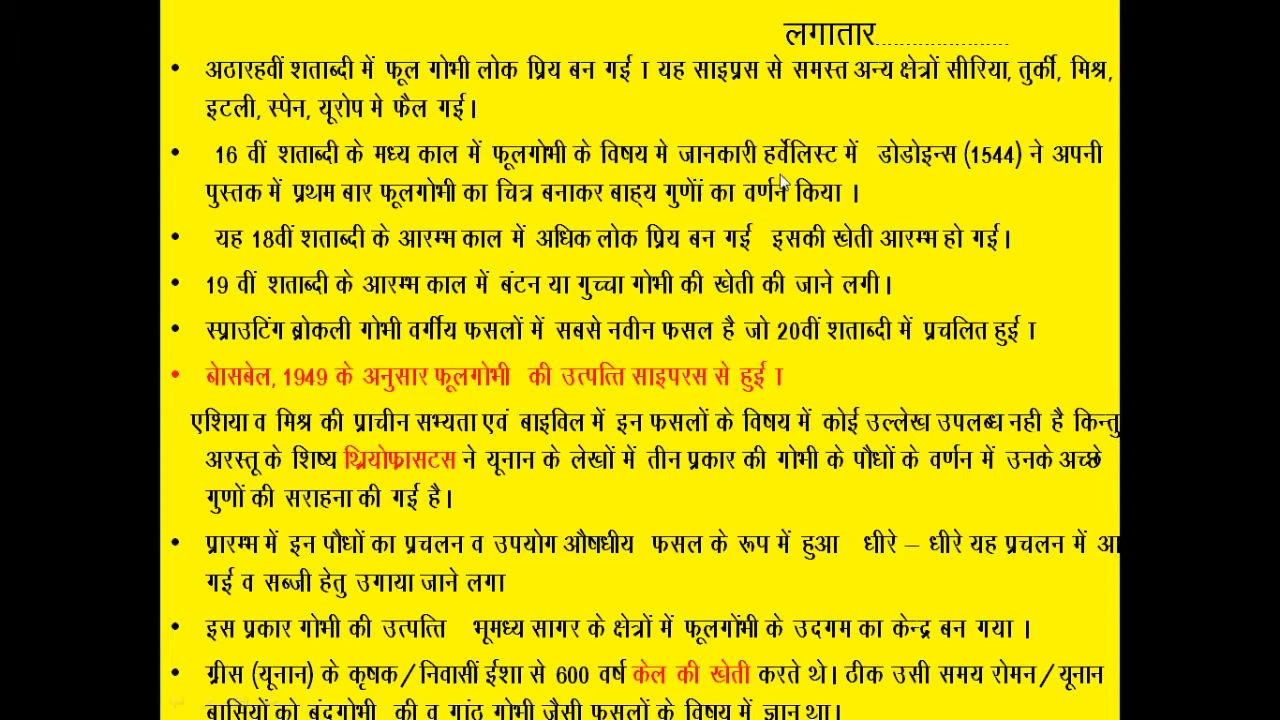 लगातार......................
• अठारहवीं शताब्दी में फूल गोभी लोक प्रिय बन गई । यह साइप्रस से समस्त अन्य क्षेत्रों सीरिया, तुर्की, मिश्र,
इटली, स्पेन, यूरोप मे फैल गई।
• 16 वीं शताब्दी के मध्य काल में फूलगोभी के विषय मे जानकारी हर्वेलिस्ट में डोडोइन्स (1544) ने अपनी
पुस्तक में प्रथम बार फूलगोभी का चित्र बनाकर बाह्य गुणों का वर्णन किया ।
• यह 18वीं शताब्दी के आरम्भ काल में अधिक लोक प्रिय बन गई इसकी खेती आरम्भ हो गई।
• 19 वीं शताब्दी के आरम्भ काल में बंटन या गुच्चा गोभी की खेती की जाने लगी।
• स्प्राउटिंग ब्रोकली गोभी वर्गीय फसलों में सबसे नवीन फसल है जो 20वीं शताब्दी में प्रचलित हुई ।
• बेासबेल, 1949 के अनुसार फूलगोभी की उत्पत्ति साइपरस से हुई ।
एशिया व मिश्र की प्राचीन सभ्यता एवं बाइविल में इन फसलों के विषय में कोई उल्लेख उपलब्ध नही है किन्तु
अरस्तू के शिष्य थ्रियोफ्रासटस ने यूनान के लेखों में तीन प्रकार की गोभी के पौधों के वर्णन में उनके अच्छे
गुणों की सराहना की गई है।
• प्रारम्भ में इन पौधों का प्रचलन व उपयोग औषधीय फसल के रूप में हुआ धीरे – धीरे यह प्रचलन में आ
गई व सब्जी हेतु उगाया जाने लगा
• इस प्रकार गोभी की उत्पत्ति भूमध्य सागर के क्षेत्रों में फूलगोंभी के उदगम का केन्द्र बन गया ।
• ग्रीस (यूनान) के कृषक/निवासीं ईशा से 600 वर्ष केल की खेती करते थे। ठीक उसी समय रोमन/यूनान
बासियों को बंदगोभी की व गांठ गोभी जैसी फसलों के विषय में ज्ञान था।